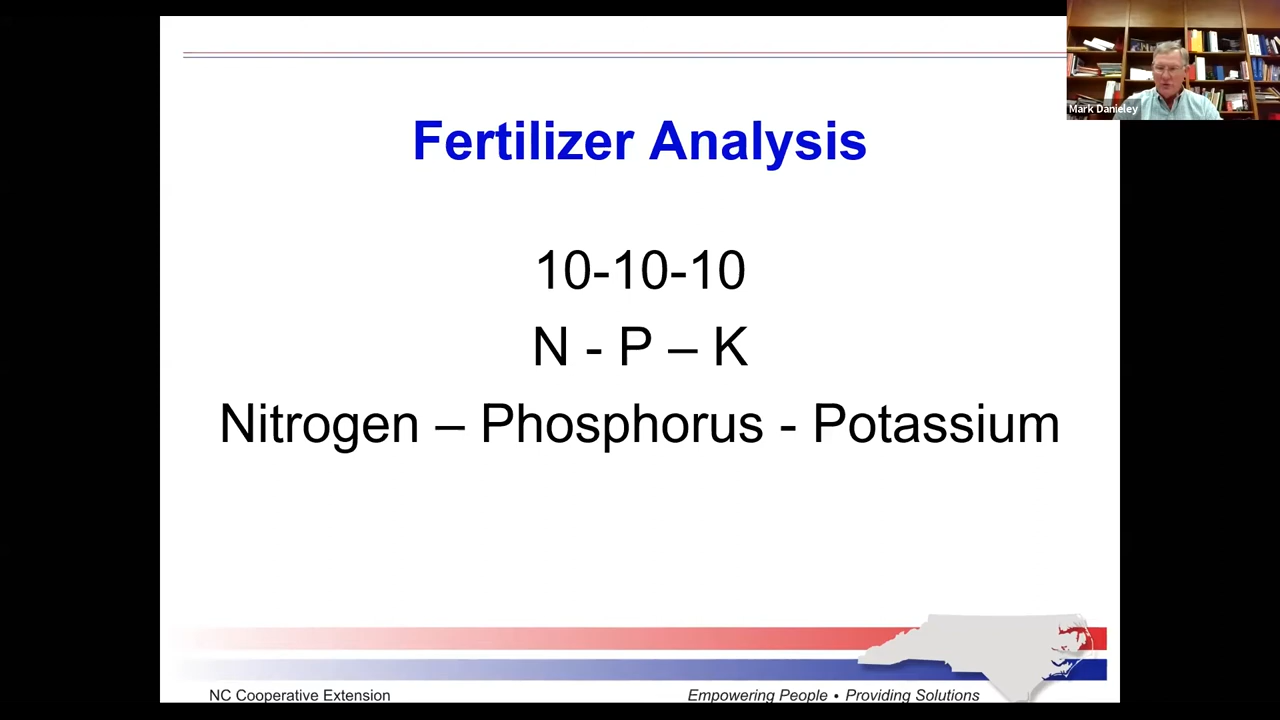 Mark Danieley
Fertilizer Analysis
10-10-10
N - P – K
Nitrogen – Phosphorus - Potassium
NC Cooperative Extension
Empowering People • Providing Solutions